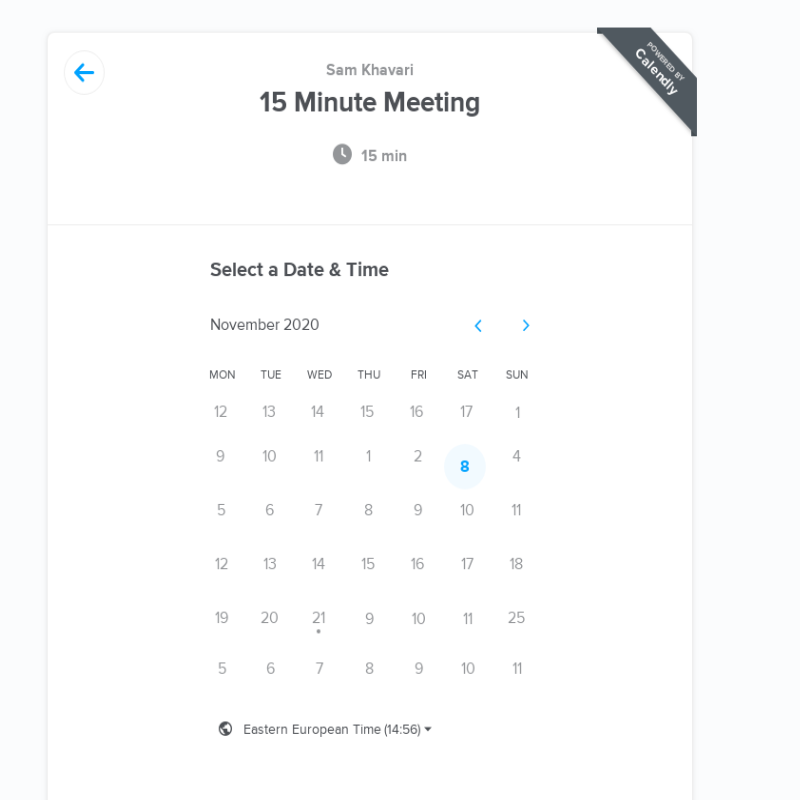 POWERED BY
Calendly
Sam Khavari
15 Minute Meeting
15 min
Select a Date & Time
November 2020
MON TUE WED THU FRI SAT SUN
12 13 14 15 16 17 1
9 10 11 1 2 8 4
5 6 7 8 9 10 11
12 13 14 15 16 17 18
19 20 21 9 10 11 25
5 6 7 8 9 10 11
Eastern European Time (14:56)